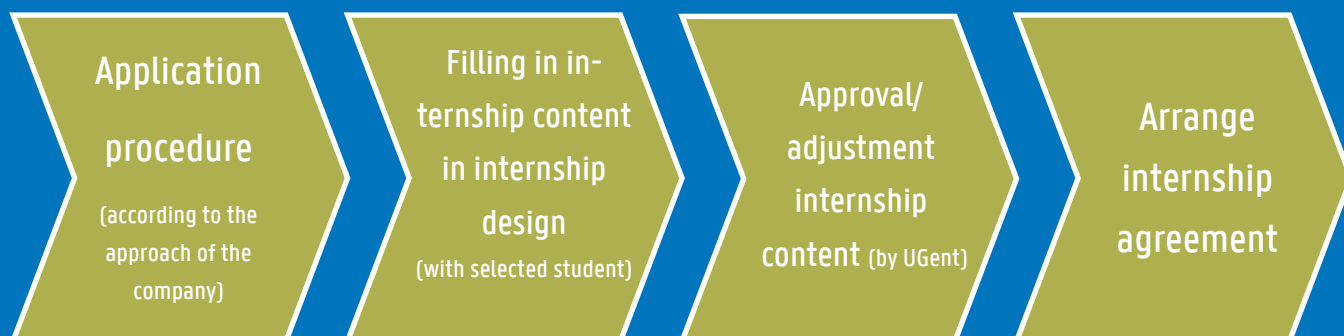 Application
procedure
(according to the
approach of the
company)
Filling in in-
ternship content
in internship
design
(with selected student)
Approval/
adjustment
internship
content (by UGent)
Arrange
internship
agreement